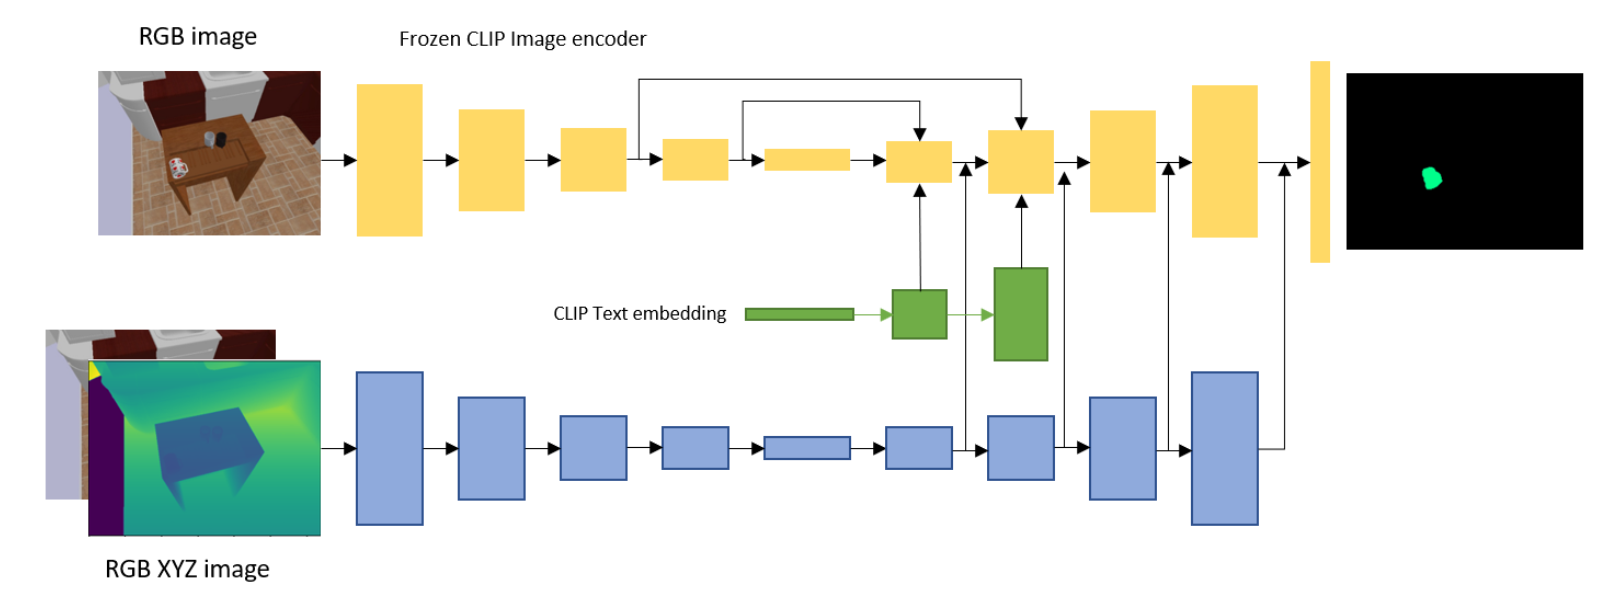 RGB image
Frozen CLIP Image encoder
CLIP Text embedding
RGB XYZ image